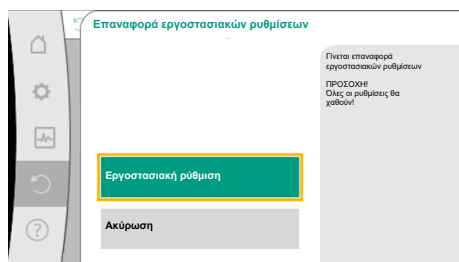 Επαναφορά εργοστασιακών ρυθμίσεων
Γίνεται επαναφορά
εργοστασιακών ρυθμίσεων
ΠΡΟΣΟΧΗ!
Όλες οι ρυθμίσεις θα
χαθούν!
Εργοστασιακή ρύθμιση
Ακύρωση